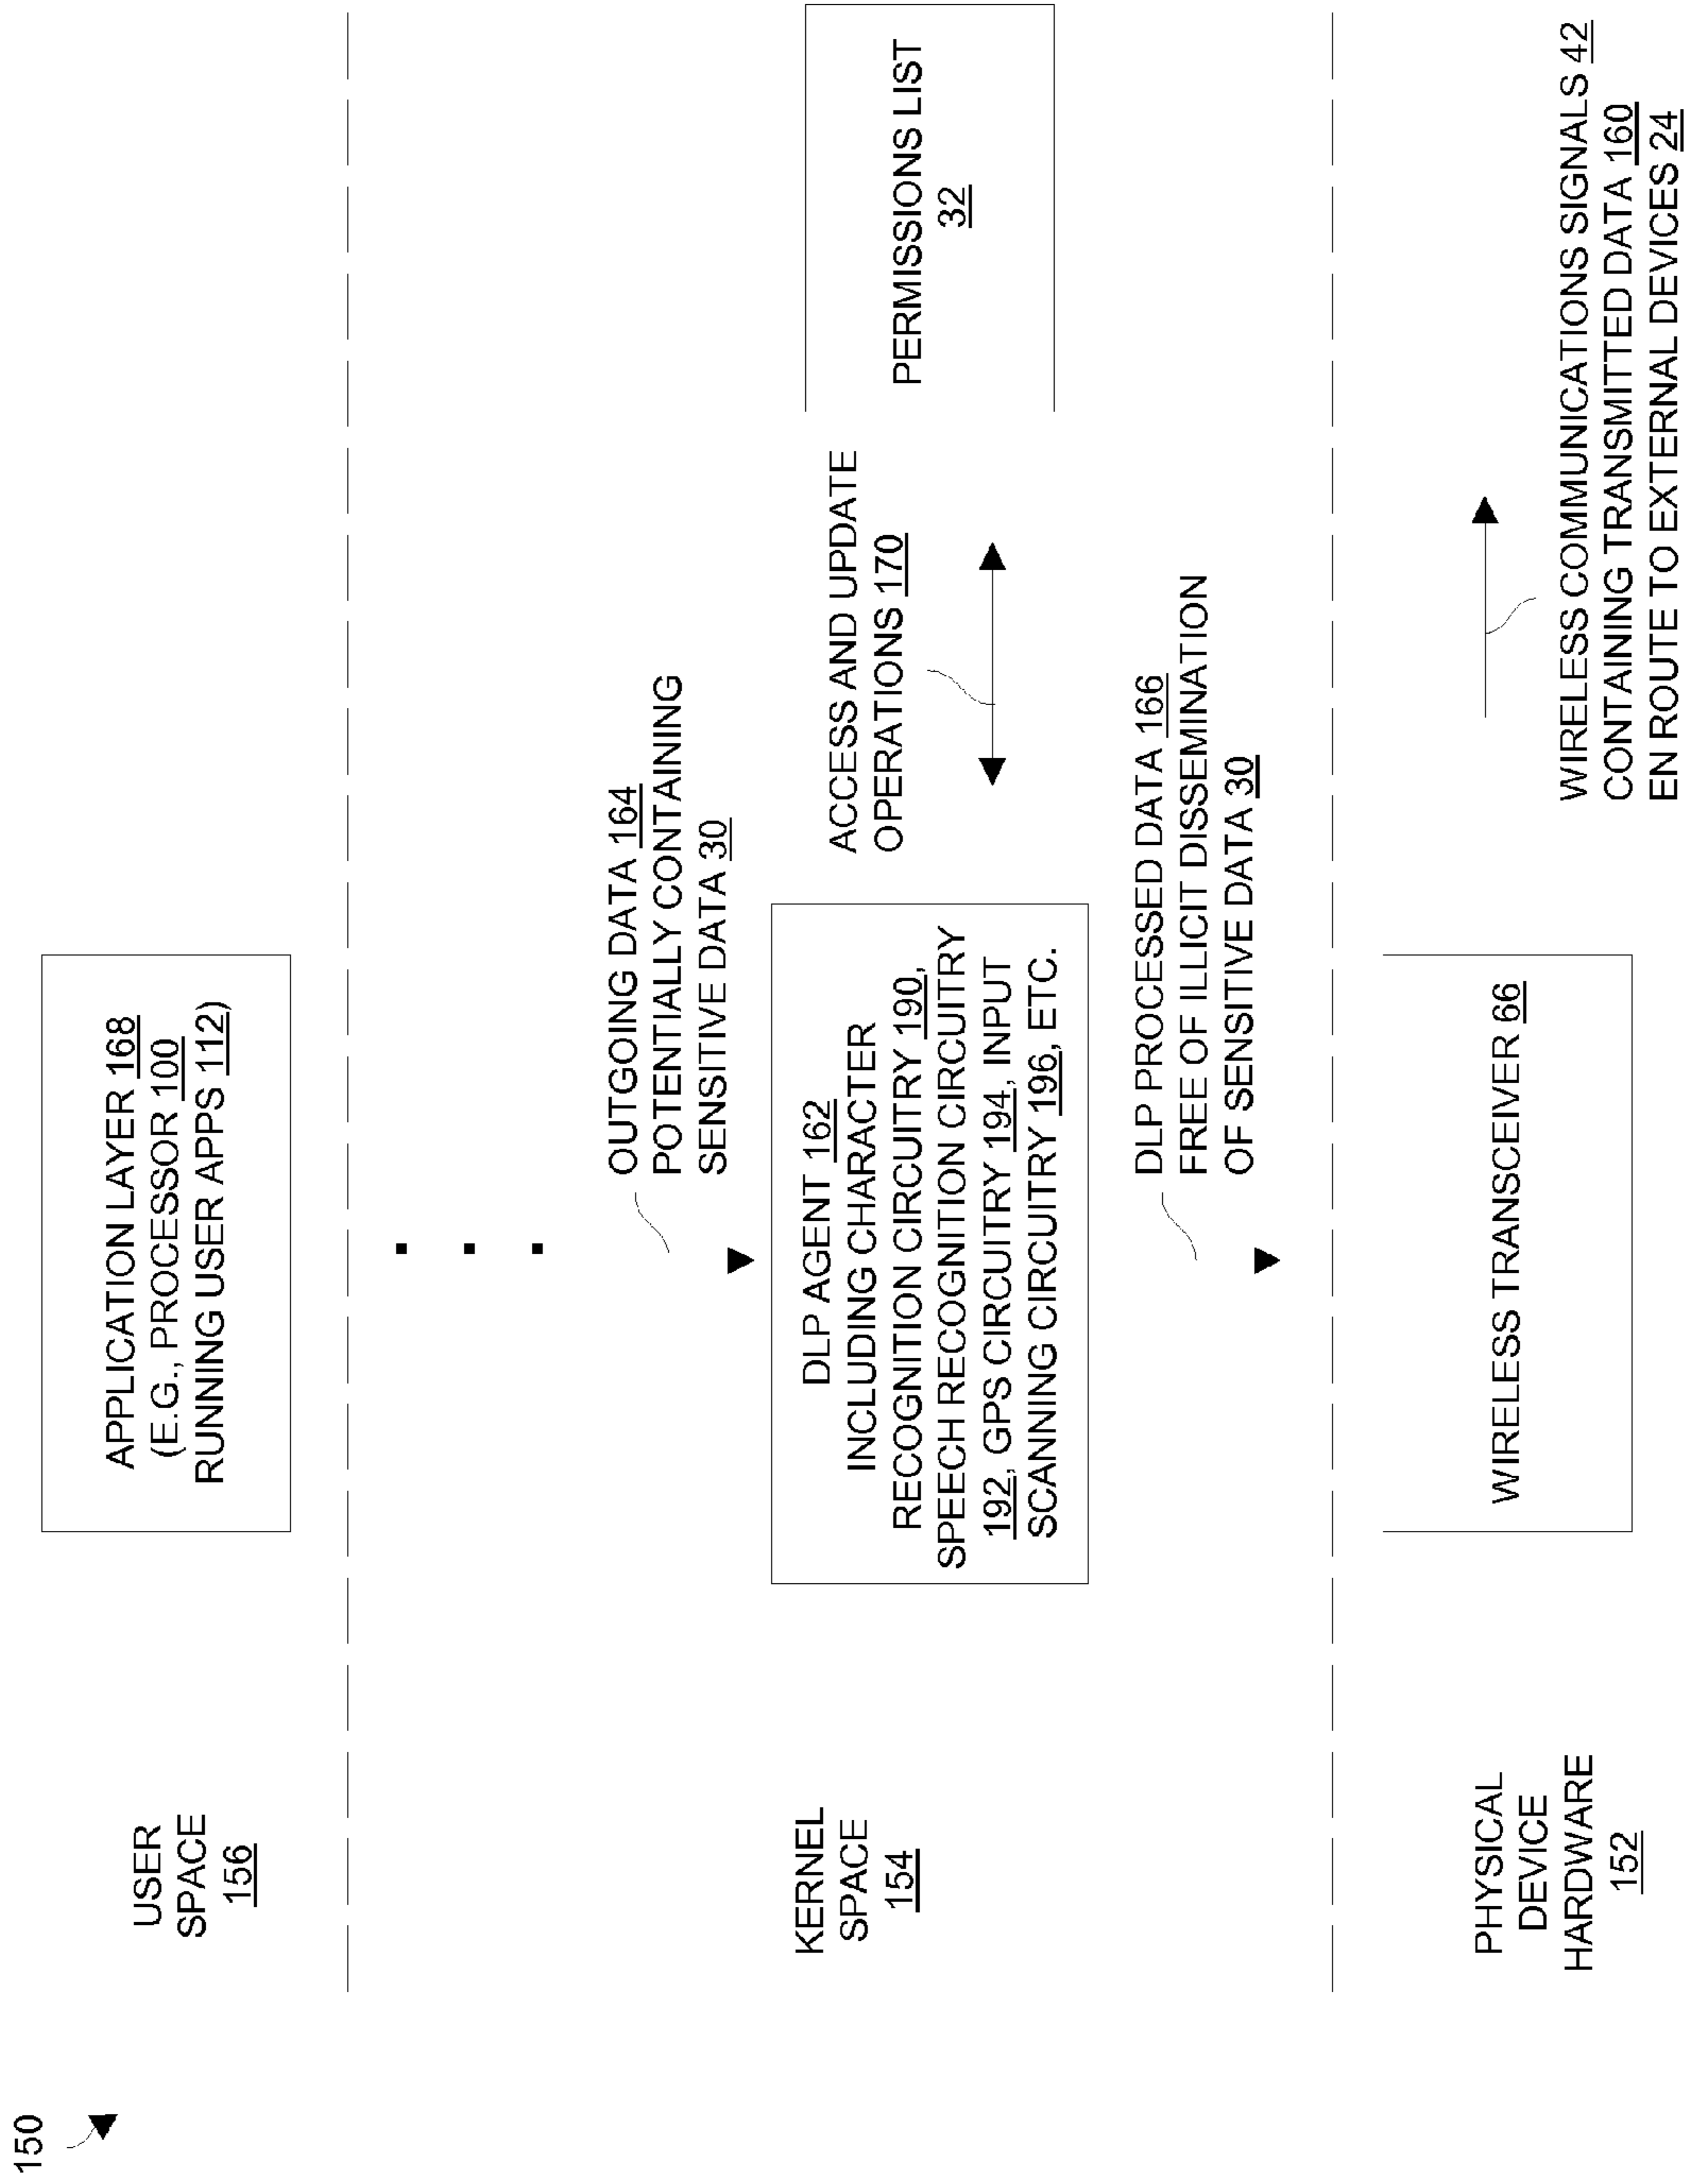 150
USER
SPACE
156
APPLICATION LAYER 168
(E.G., PROCESSOR 100
RUNNING USER APPS 112)
OUTGOING DATA 164
POTENTIALLY CONTAINING
SENSITIVE DATA 30
KERNEL
SPACE
154
DLP AGENT 162
INCLUDING CHARACTER
RECOGNITION CIRCUITRY 190,
SPEECH RECOGNITION CIRCUITRY
192, GPS CIRCUITRY 194, INPUT
SCANNING CIRCUITRY 196, ETC.
ACCESS AND UPDATE
OPERATIONS 170
PERMISSIONS LIST
32
DLP PROCESSED DATA 166
FREE OF ILLICIT DISSEMINATION
OF SENSITIVE DATA 30
PHYSICAL
DEVICE
HARDWARE
152
WIRELESS TRANSCEIVER 66
WIRELESS COMMUNICATIONS SIGNALS 42
CONTAINING TRANSMITTED DATA 160
EN ROUTE TO EXTERNAL DEVICES 24